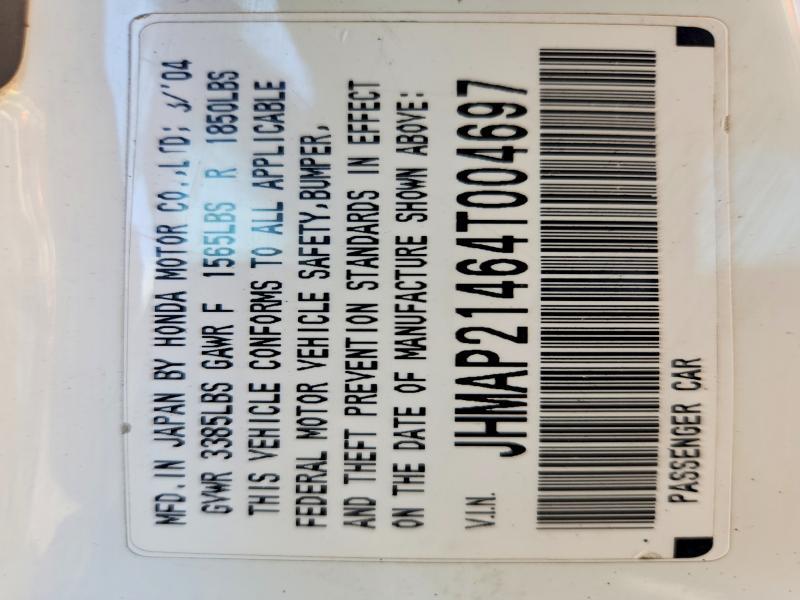 MFD. IN JAPAN BY HONDA MOTOR CO., LTD; 3/'04
GVWR 3385LBS GAWR F 1565LBS R 1850LBS
THIS VEHICLE CONFORMS TO ALL APPLICABLE
FEDERAL MOTOR VEHICLE SAFETY, BUMPER,
AND THEFT PREVENTION STANDARDS IN EFFECT
ON THE DATE OF MANUFACTURE SHOWN ABOVE:
V.I.N. JHMAP21464T004697
PASSENGER CAR